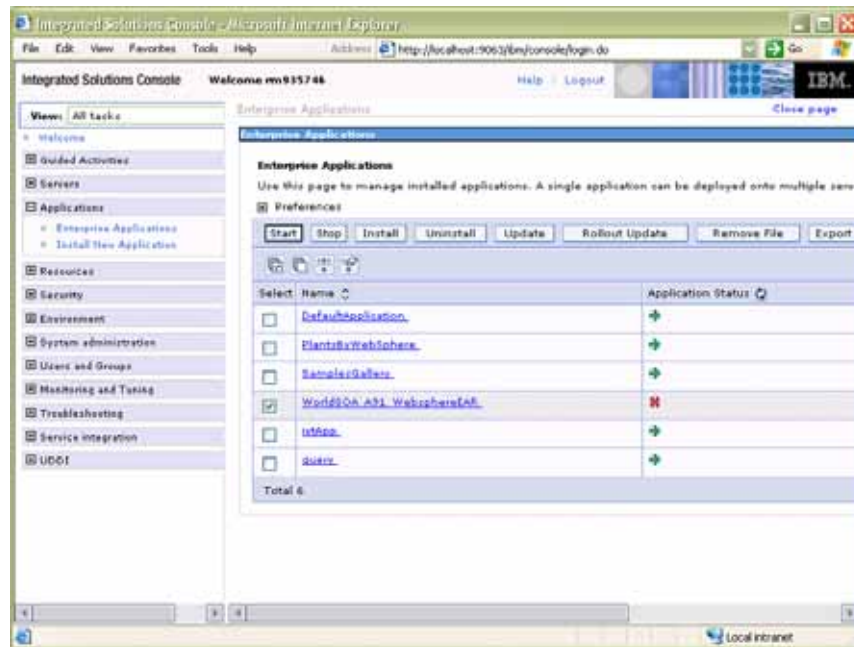 Integrated Solutions Console - Microsoft Internet Explorer
File Edit View Favorites Tools Help Address http://localhost:9063/ibm/console/login.do Go
Integrated Solutions Console Welcome rm935746 Help Logout IBM.
View: All tasks
Enterprise Applications Close page
Welcome
Enterprise Applications
Guided Activities
Servers
Applications
Enterprise Applications
Install New Application
Resources
Security
Environment
System administration
Users and Groups
Monitoring and Tuning
Troubleshooting
Service integration
UDDI
Enterprise Applications
Use this page to manage installed applications. A single application can be deployed onto multiple serv
Preferences
Start Stop Install Uninstall Update Rollout Update Remove File Export
Select Name Application Status
DefaultApplication
PlantsByWebSphere
SamplesGallery
WorldSOA_A91_WebsphereEAR
ivtApp
query
Total 6
Local intranet